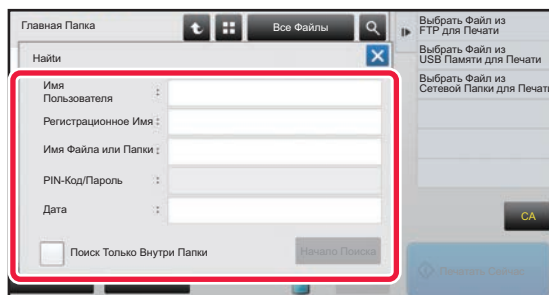 Главная Папка
Все Файлы
Найти
Имя
Пользователя :
Регистрационное Имя :
Имя Файла или Папки :
PIN-Код/Пароль :
Дата :
Поиск Только Внутри Папки
Начало Поиска
Выбрать Файл из
FTP для Печати
Выбрать Файл из
USB Памяти для Печати
Выбрать Файл из
Сетевой Папки для Печати
CA
Печатать Сейчас